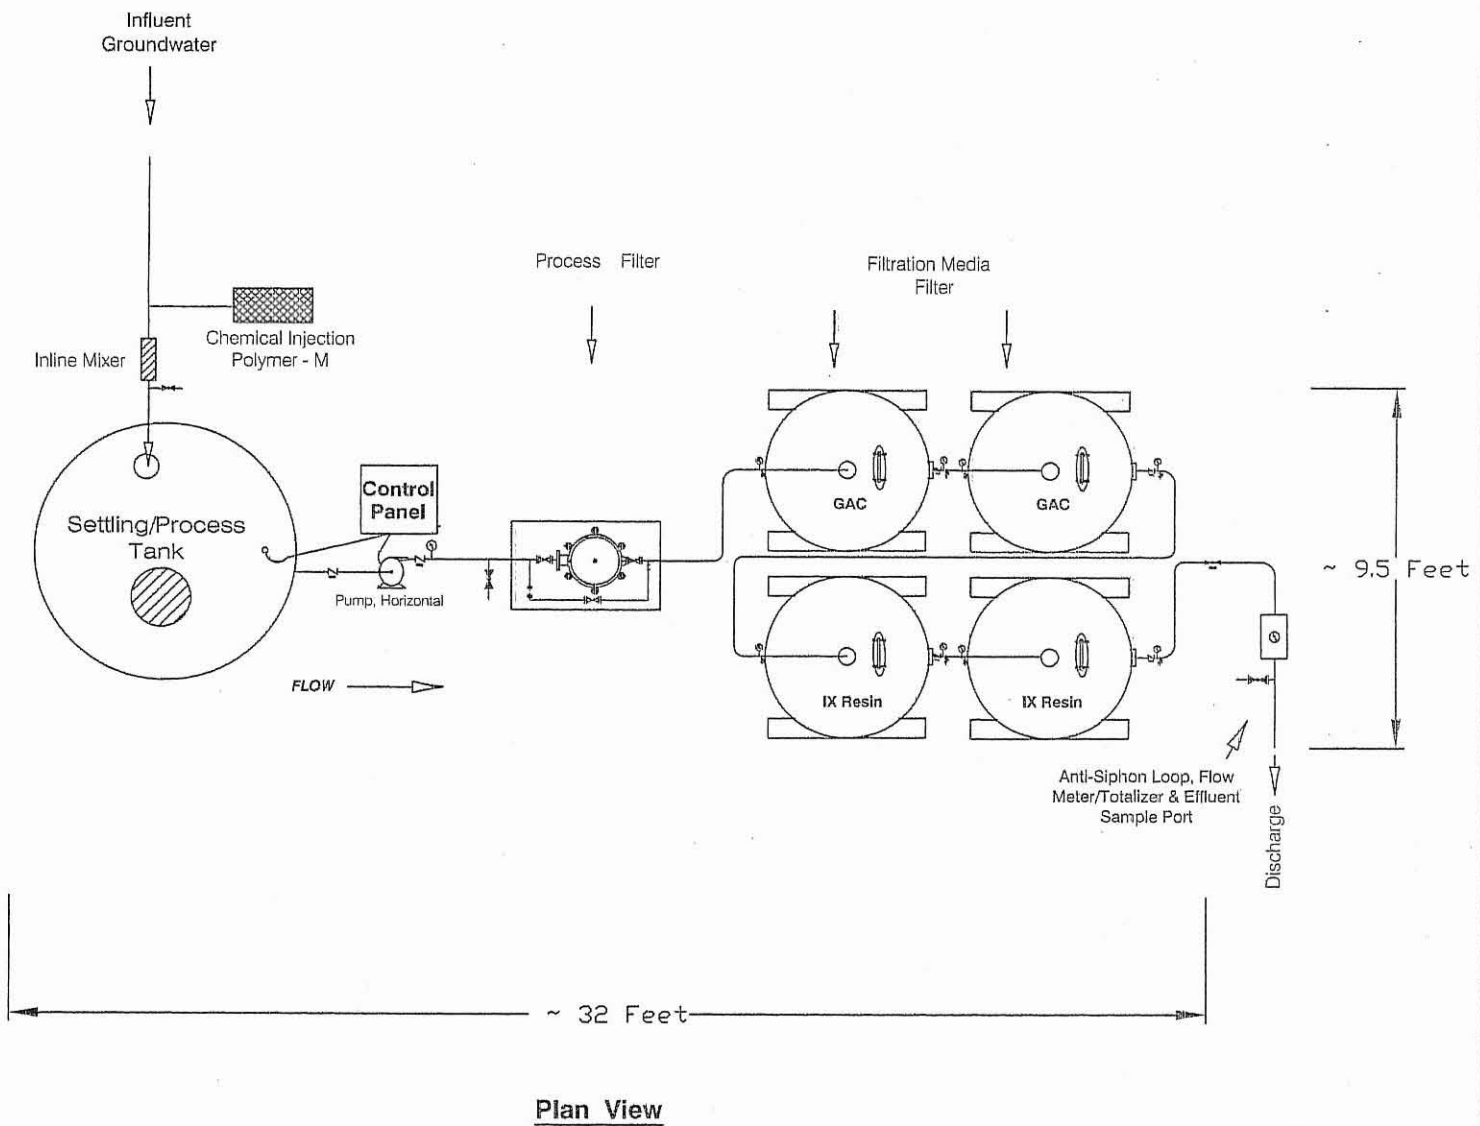 Influent
Groundwater
Process Filter
Filtration Media
Filter
Chemical Injection
Polymer - M
Inline Mixer
Control
Panel
Settling/Process
Tank
Pump, Horizontal
FLOW
GAC
GAC
IX Resin
IX Resin
~ 9.5 Feet
Anti-Siphon Loop, Flow
Meter/Totalizer & Effluent
Sample Port
Discharge
~ 32 Feet
Plan View